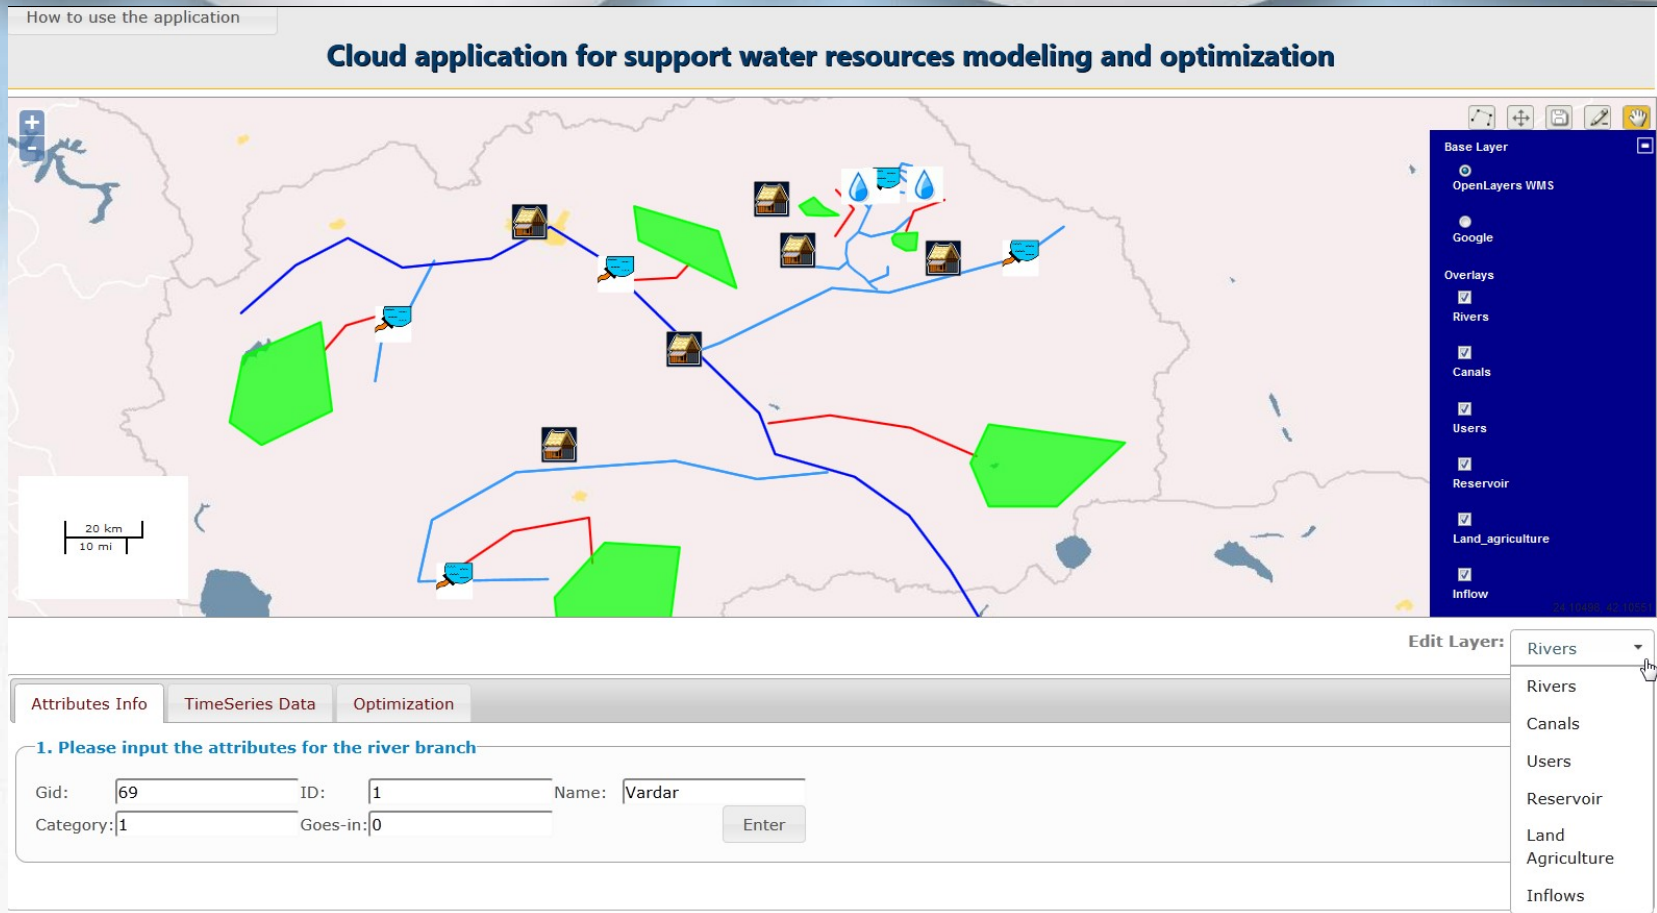 How to use the application
Cloud application for support water resources modeling and optimization
+
-
Base Layer
OpenLayers WMS
Google
Overlays
Rivers
Canals
Users
Reservoir
Land_agriculture
Inflow
20 km
10 mi
Edit Layer:
Rivers
Rivers
Canals
Users
Reservoir
Land
Agriculture
Inflows
Attributes Info
TimeSeries Data
Optimization
1. Please input the attributes for the river branch
Gid: 69 ID: 1 Name: Vardar
Category: 1 Goes-in: 0 Enter